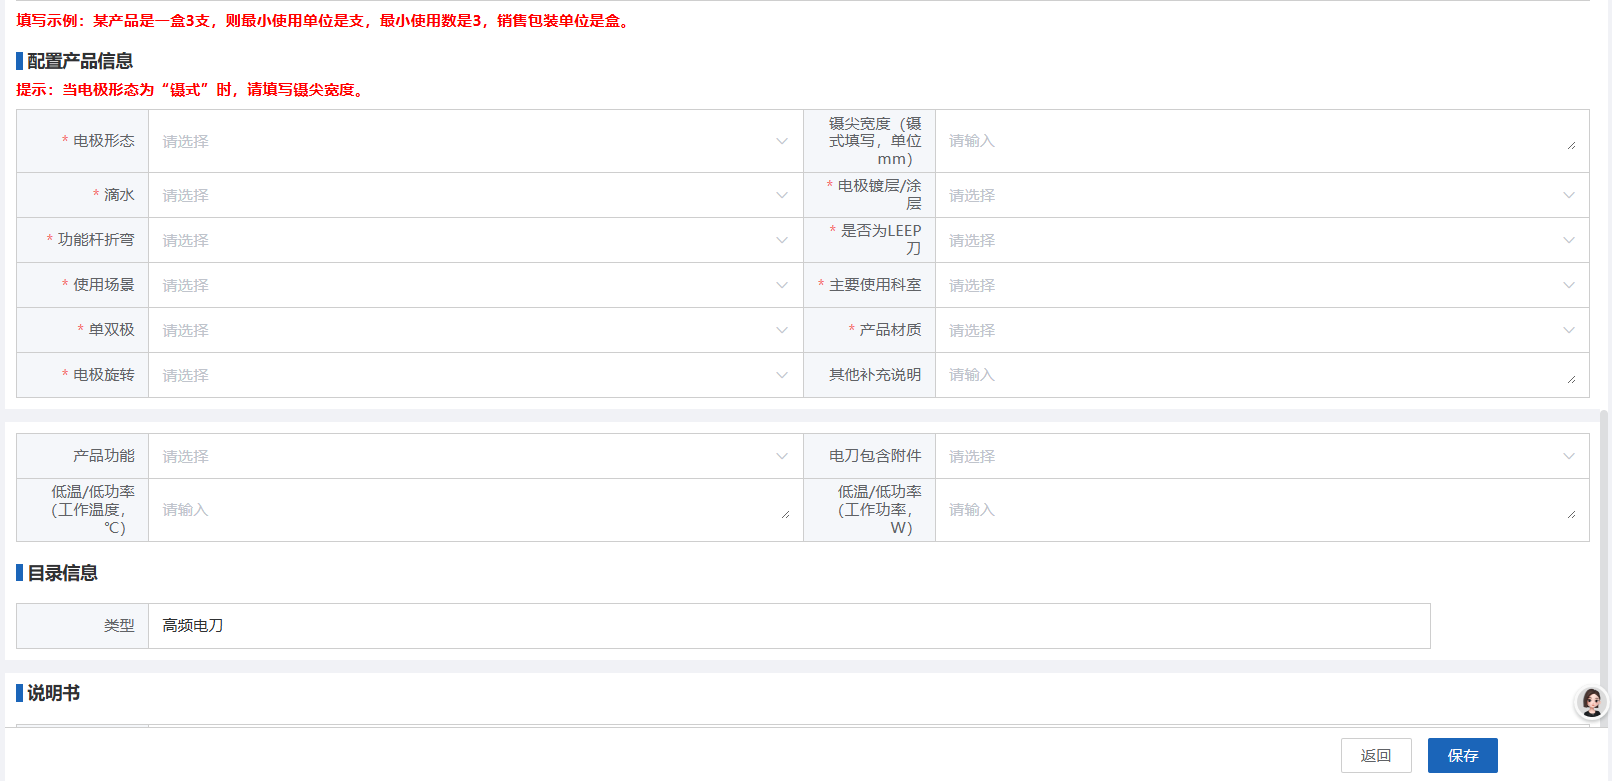 填写示例：某产品是一盒3支，则最小使用单位是支，最小使用数是3，销售包装单位是盒。
配置产品信息
提示：当电极形态为“镊式”时，请填写镊尖宽度。
* 电极形态
请选择
镊尖宽度（镊
式填写，单位
mm）
请输入
* 滴水
请选择
* 电极镀层/涂
层
请选择
* 功能杆折弯
请选择
* 是否为LEEP
刀
请选择
* 使用场景
请选择
* 主要使用科室
请选择
* 单双极
请选择
* 产品材质
请选择
* 电极旋转
请选择
其他补充说明
请输入
产品功能
请选择
电刀包含附件
请选择
低温/低功率
（工作温度，
℃）
请输入
低温/低功率
（工作功率，
W）
请输入
目录信息
类型
高频电刀
说明书
返回
保存